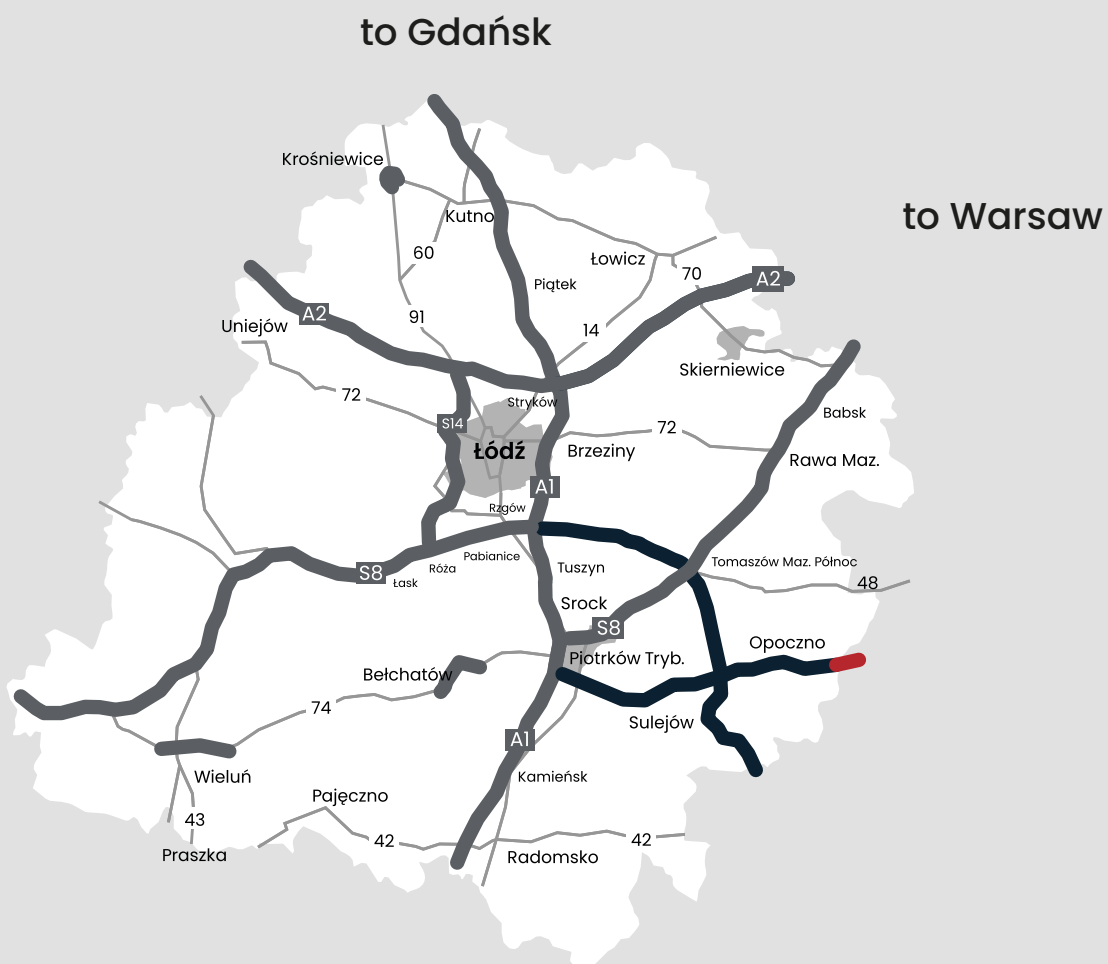 to Gdańsk
Krośniewice
to Warsaw
Kutno
60
Łowicz
70
A2
Piątek
A2
91
Uniejów
14
Skierniewice
72
Stryków
Babsk
S14
72
Łódź
Brzeziny
Rawa Maz.
A1
Rzgów
Pabianice
Tomaszów Maz. Północ
Róża
Tuszyn
S8
Łask
48
Srock
S8
Opoczno
Piotrków Tryb.
Bełchatów
74
Sulejów
A1
Wieluń
Kamieńsk
Pajęczno
43
42
42
Praszka
Radomsko